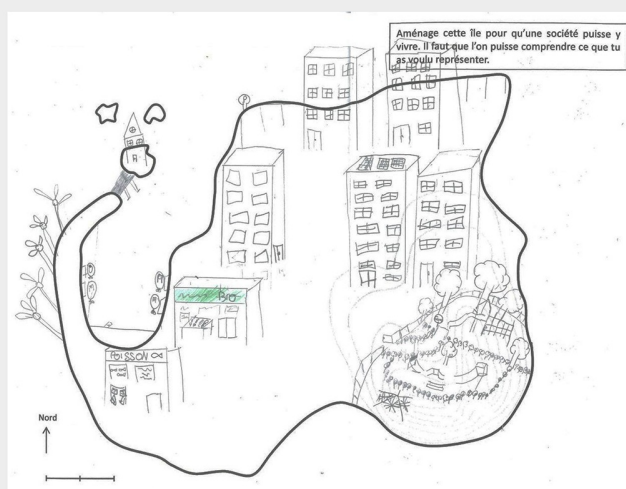 Aménage cette île pour qu'une société puisse y
vivre. Il faut que l'on puisse comprendre ce que tu
as voulu représenter.
P
Bio
POISSON
Nord